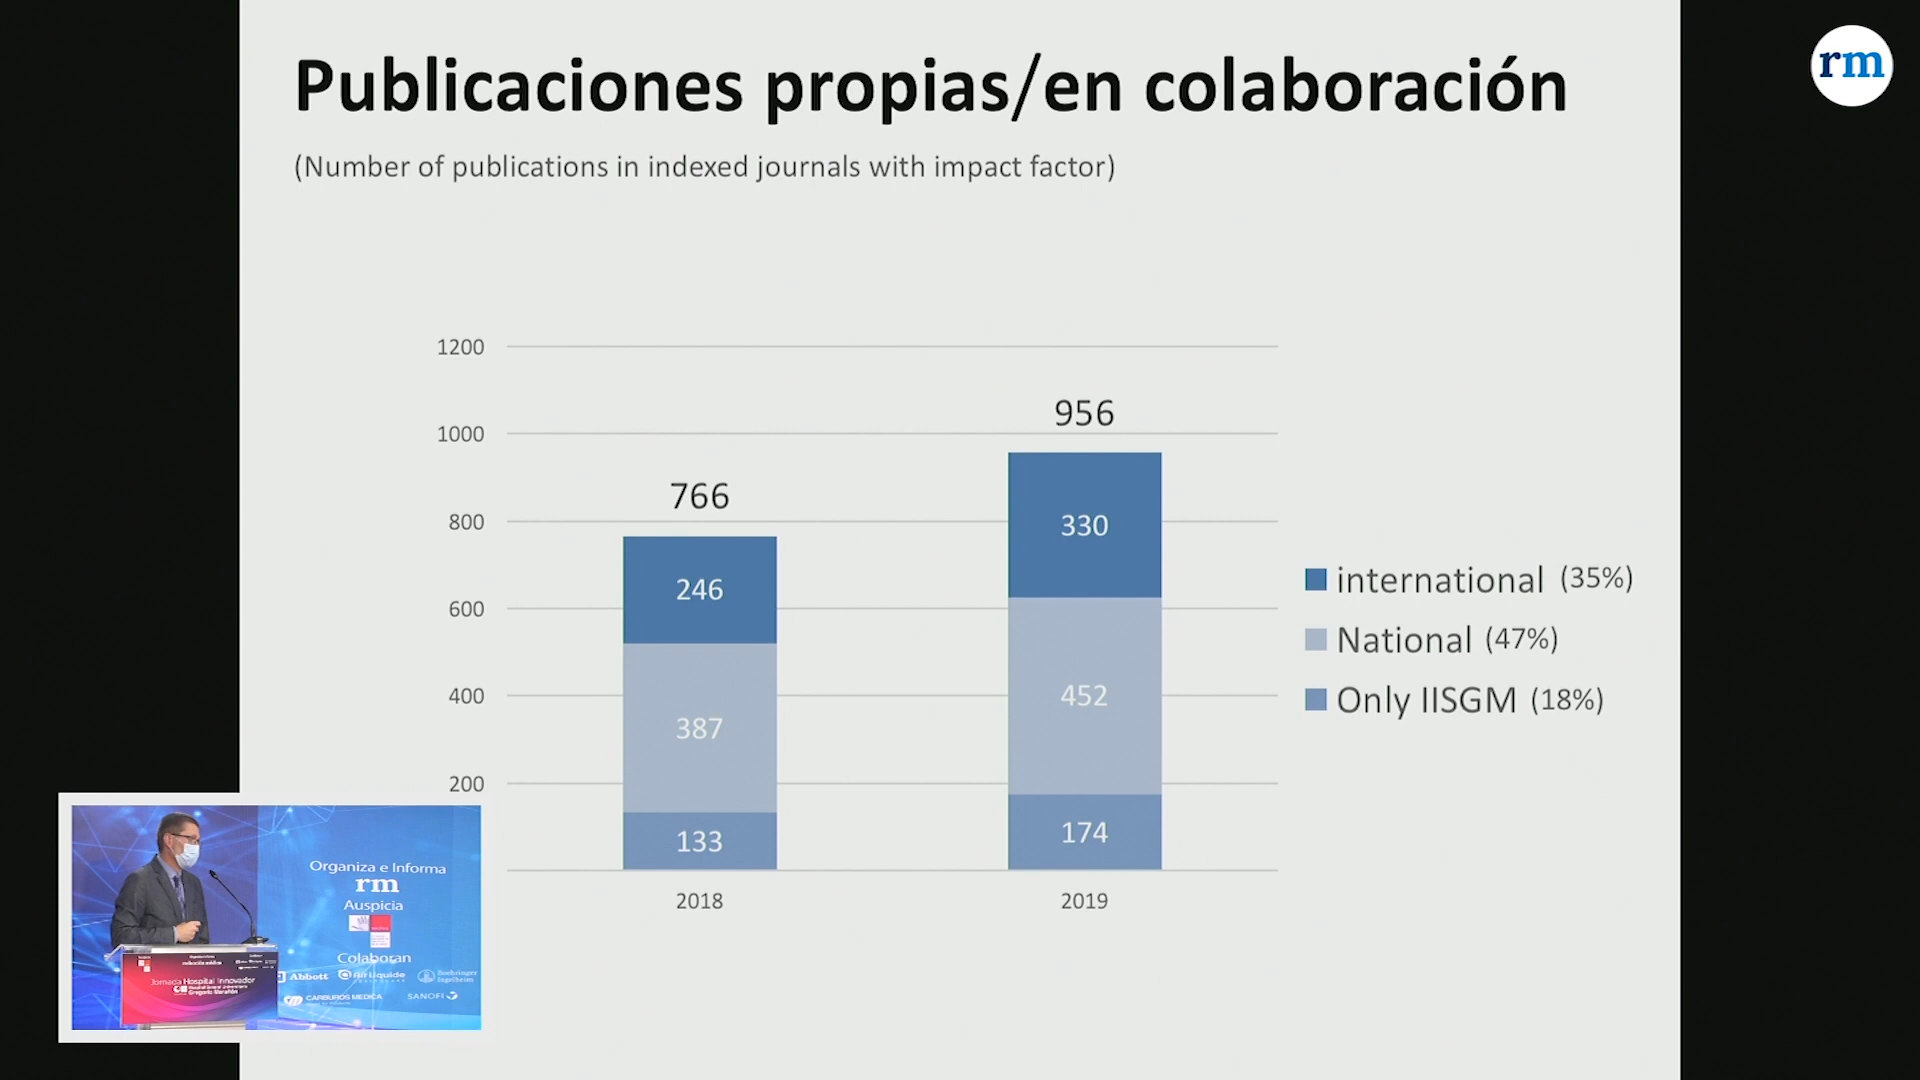 rm
Publicaciones propias/en colaboración
(Number of publications in indexed journals with impact factor)
1200
1000
800
600
400
200
956
766
330
246
452
387
174
133
2018
2019
international (35%)
National (47%)
Only IISGM (18%)
Organiza e Informa
rm
Auspicia
Colaboran
Abbott
Air Liquide
Boehringer
Ingelheim
CARBUROS MEDICA
SANOFI
Jornada Hospital Innovador
Gregorio Marañón